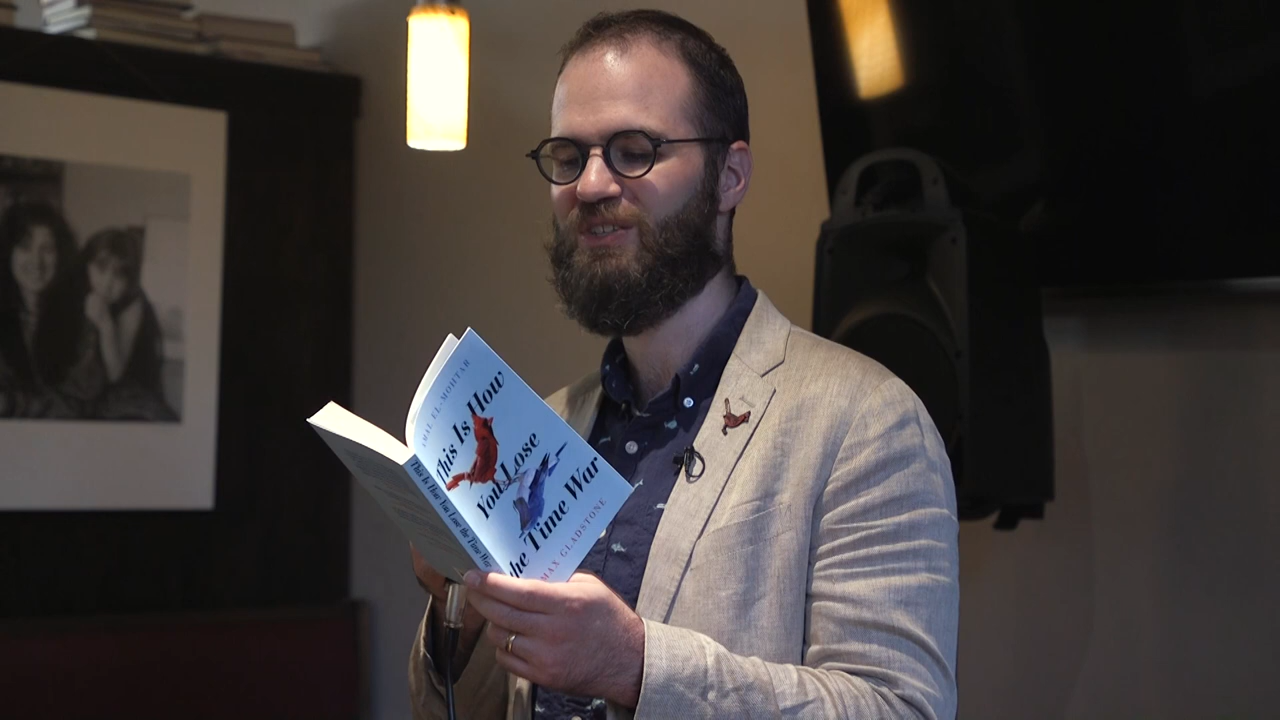 AMAL EL-MOHTAR
This Is How
You Lose
the Time War
MAX GLADSTONE
This Is How You Lose the Time War